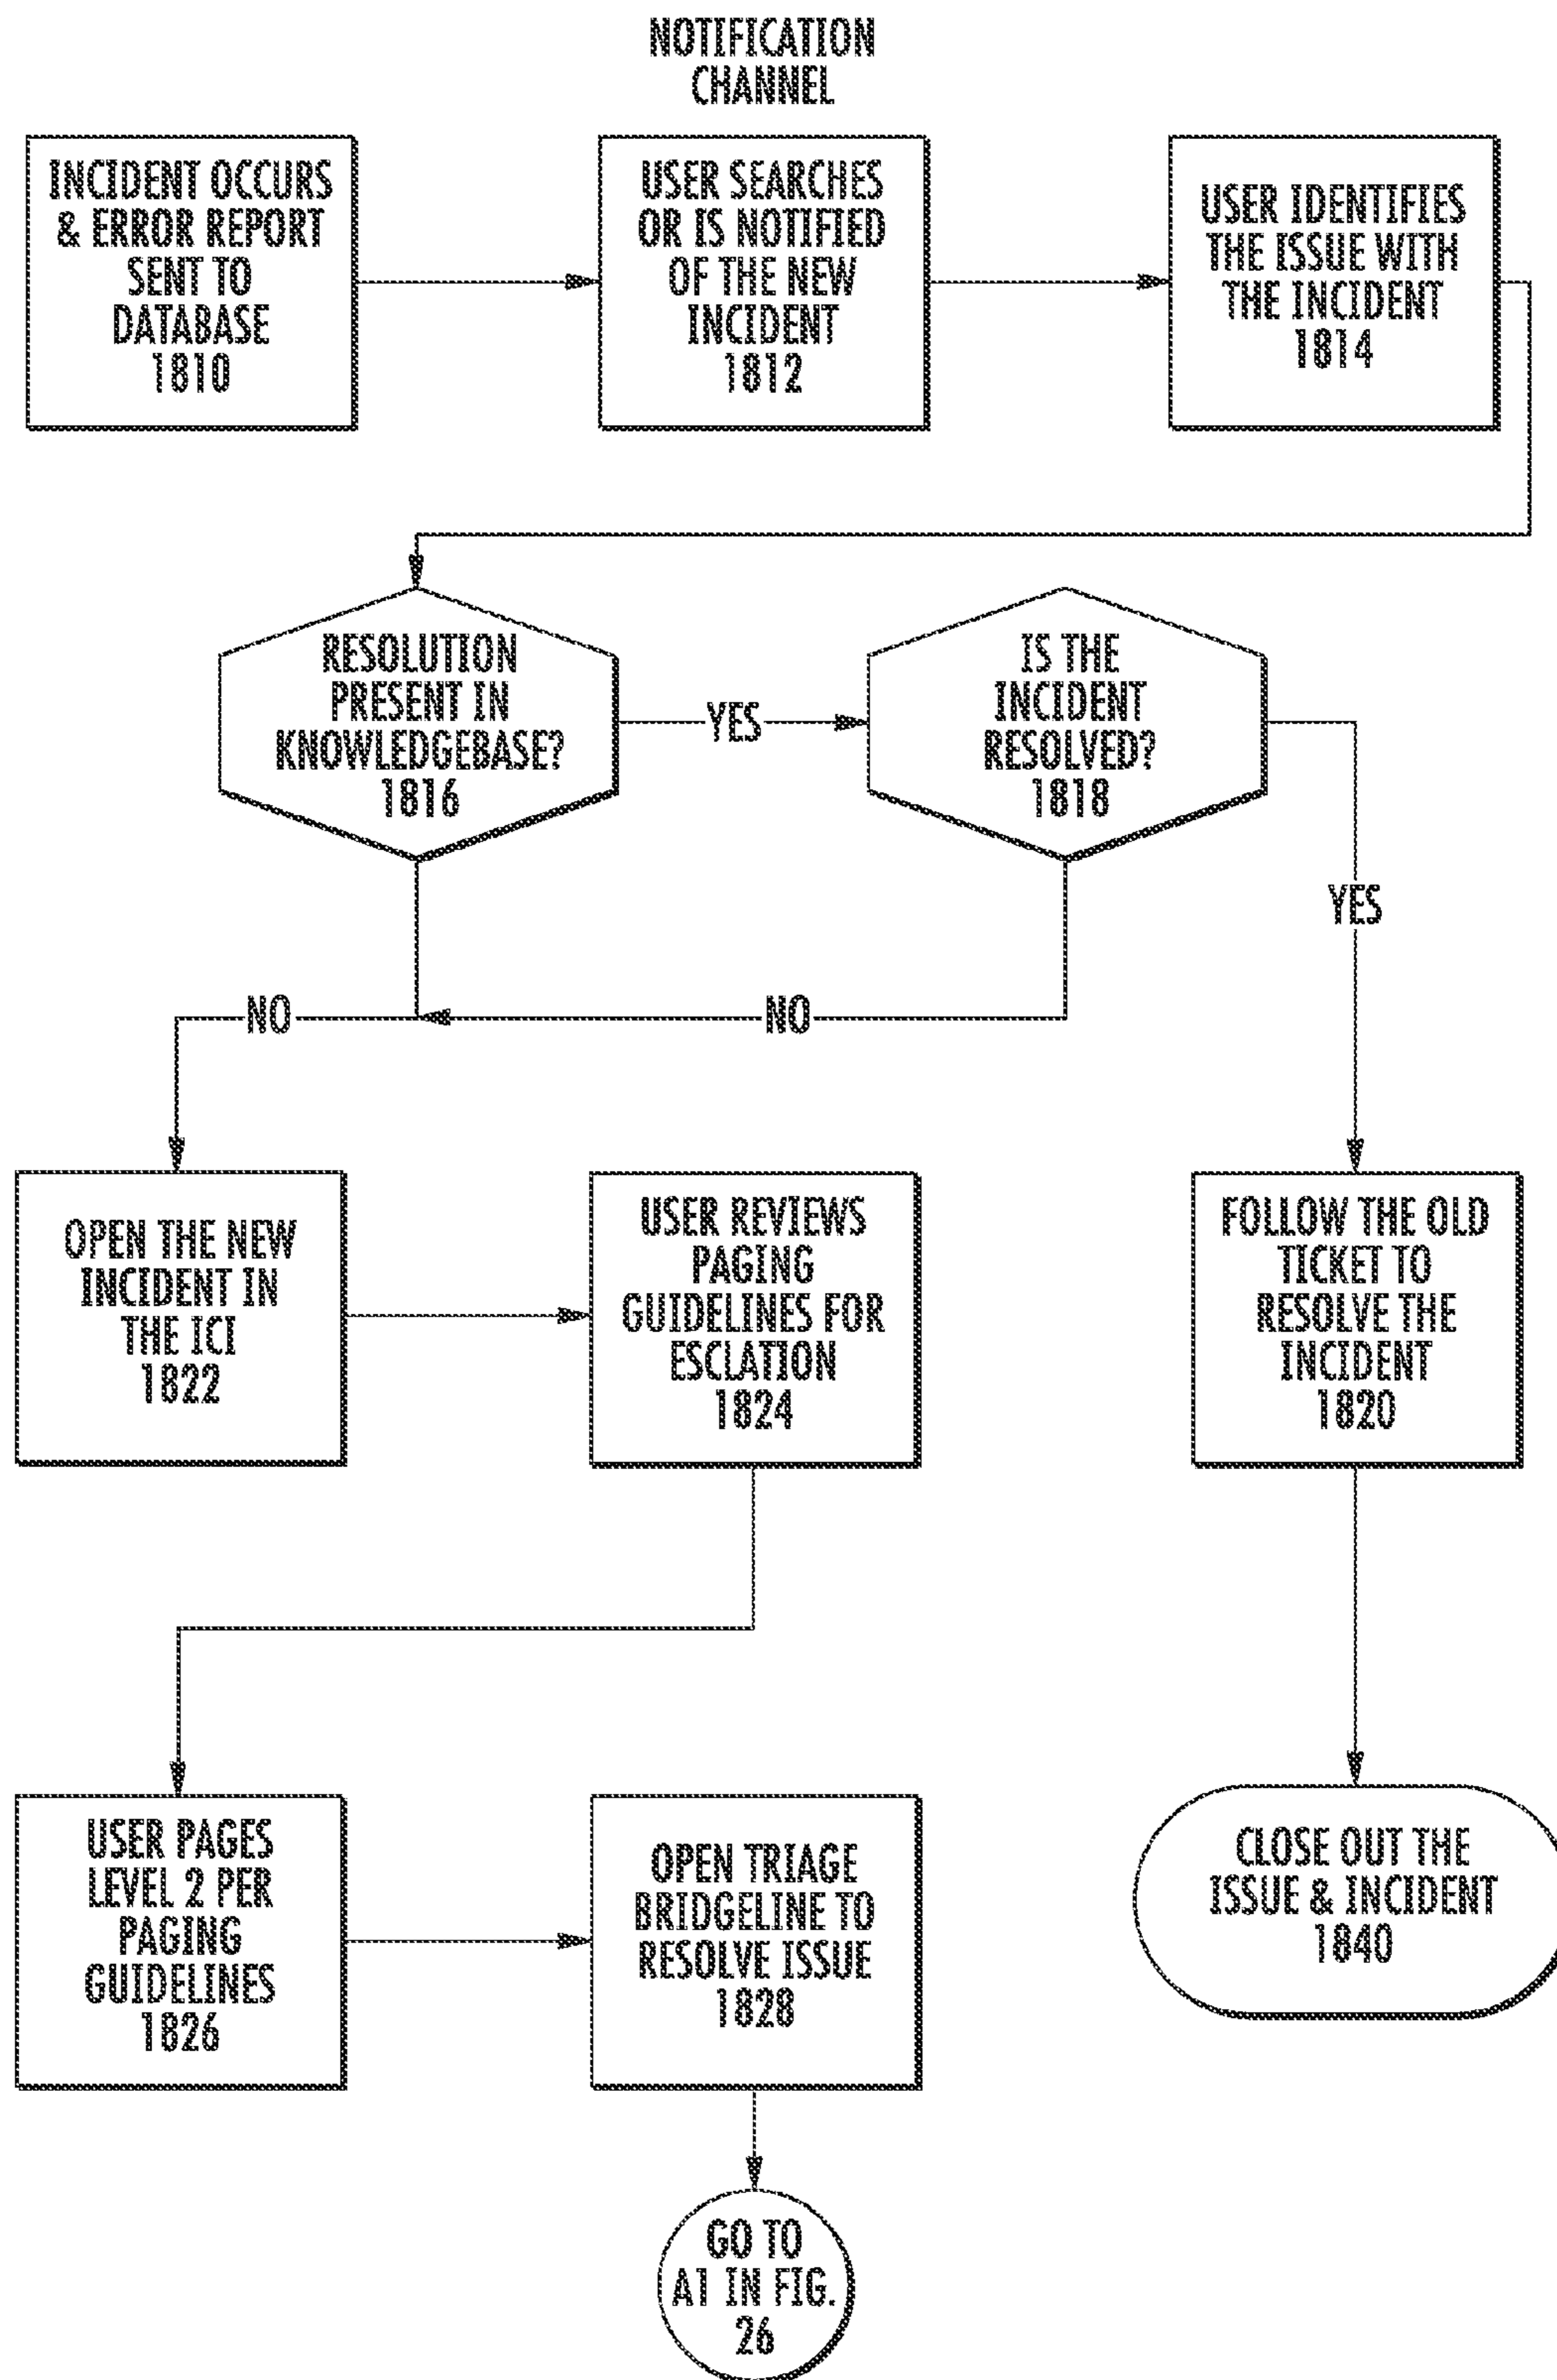 NOTIFICATION
CHANNEL
INCIDENT OCCURS
& ERROR REPORT
SENT TO
DATABASE
1810
USER SEARCHES
OR IS NOTIFIED
OF THE NEW
INCIDENT
1812
USER IDENTIFIES
THE ISSUE WITH
THE INCIDENT
1814
RESOLUTION
PRESENT IN
KNOWLEDGEBASE?
1816
YES
IS THE
INCIDENT
RESOLVED?
1818
YES
NO
NO
OPEN THE NEW
INCIDENT IN
THE ICI
1822
USER REVIEWS
PAGING
GUIDELINES FOR
ESCLATION
1824
FOLLOW THE OLD
TICKET TO
RESOLVE THE
INCIDENT
1820
USER PAGES
LEVEL 2 PER
PAGING
GUIDELINES
1826
OPEN TRIAGE
BRIDGELINE TO
RESOLVE ISSUE
1828
CLOSE OUT THE
ISSUE & INCIDENT
1840
GO TO
A1 IN FIG.
26